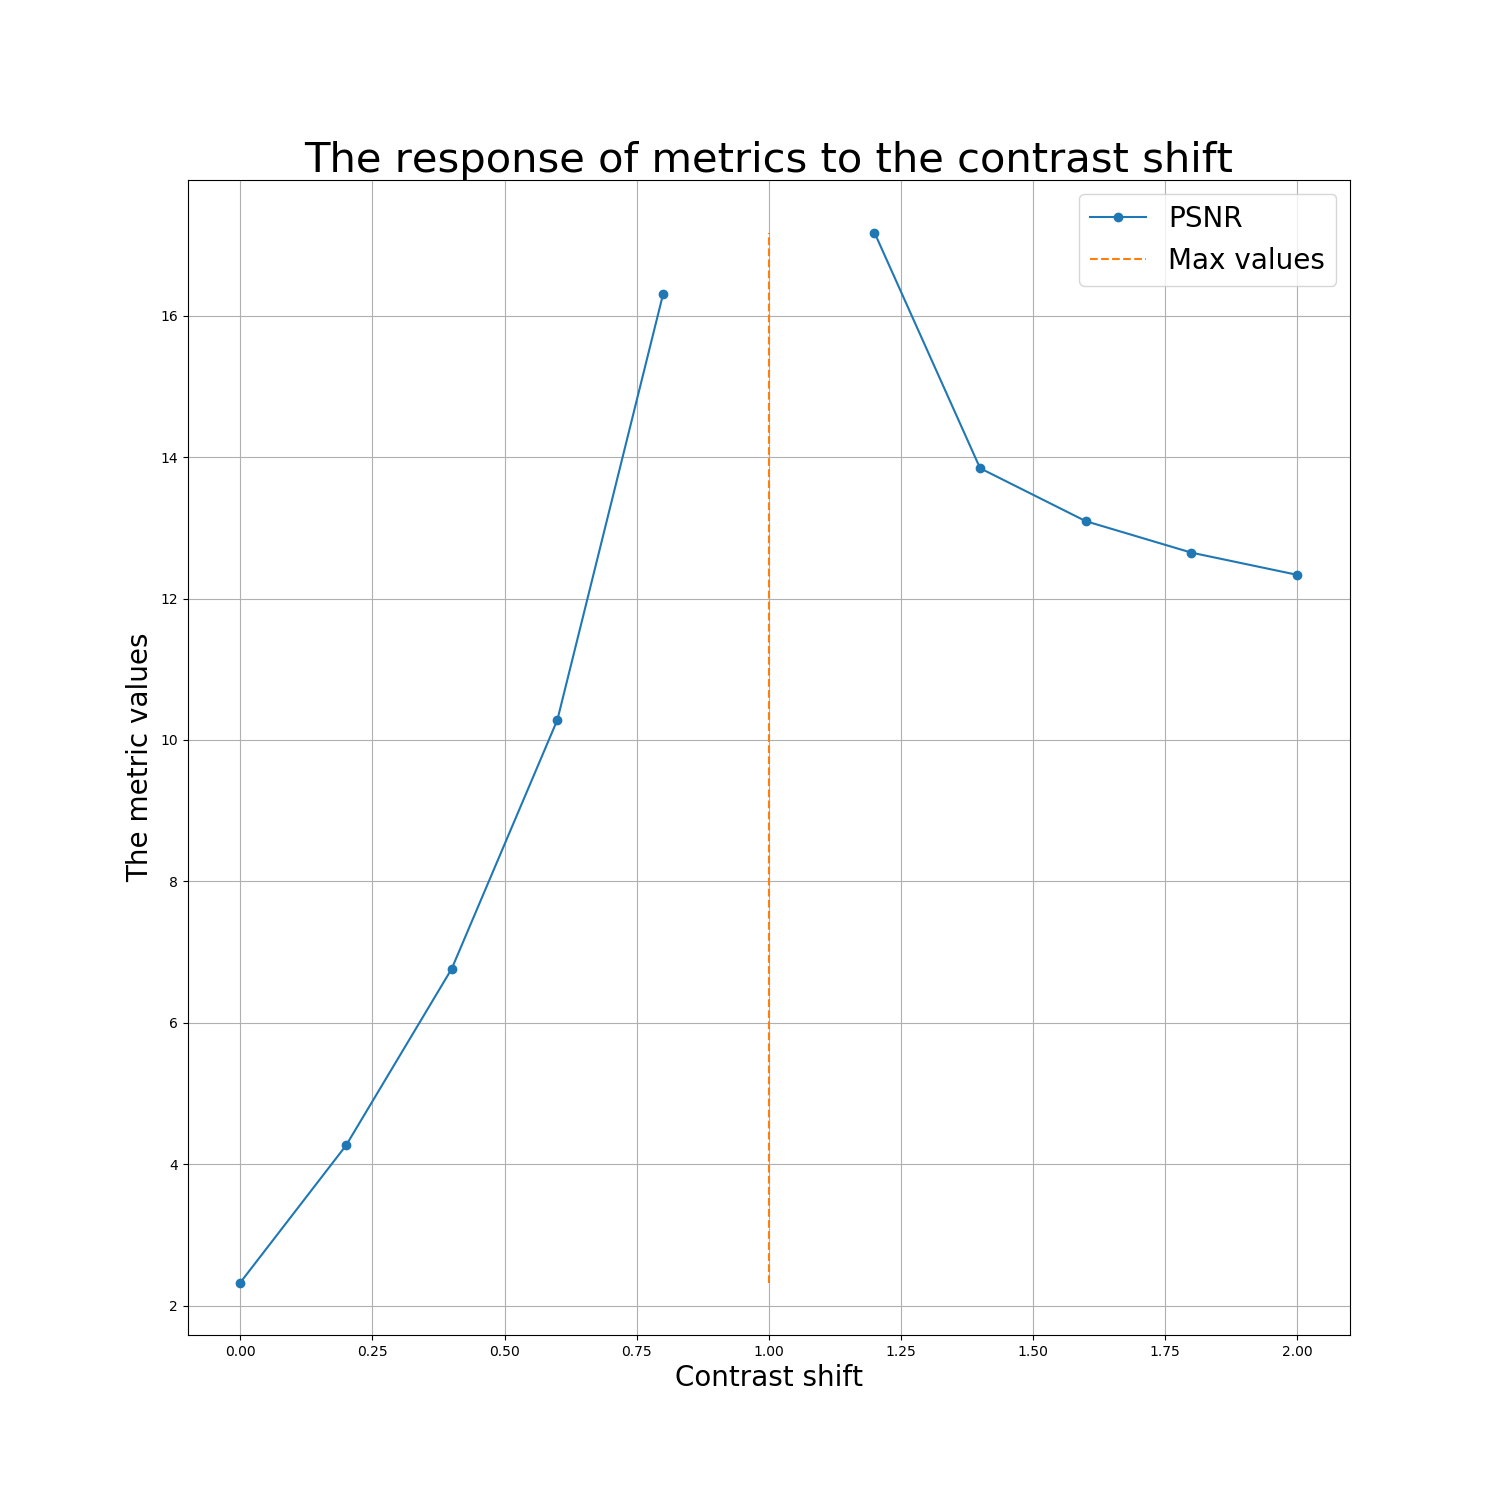 The response of metrics to the contrast shift
PSNR
Max values
16
14
12
10
8
6
4
2
The metric values
0.00 0.25 0.50 0.75 1.00 1.25 1.50 1.75 2.00
Contrast shift